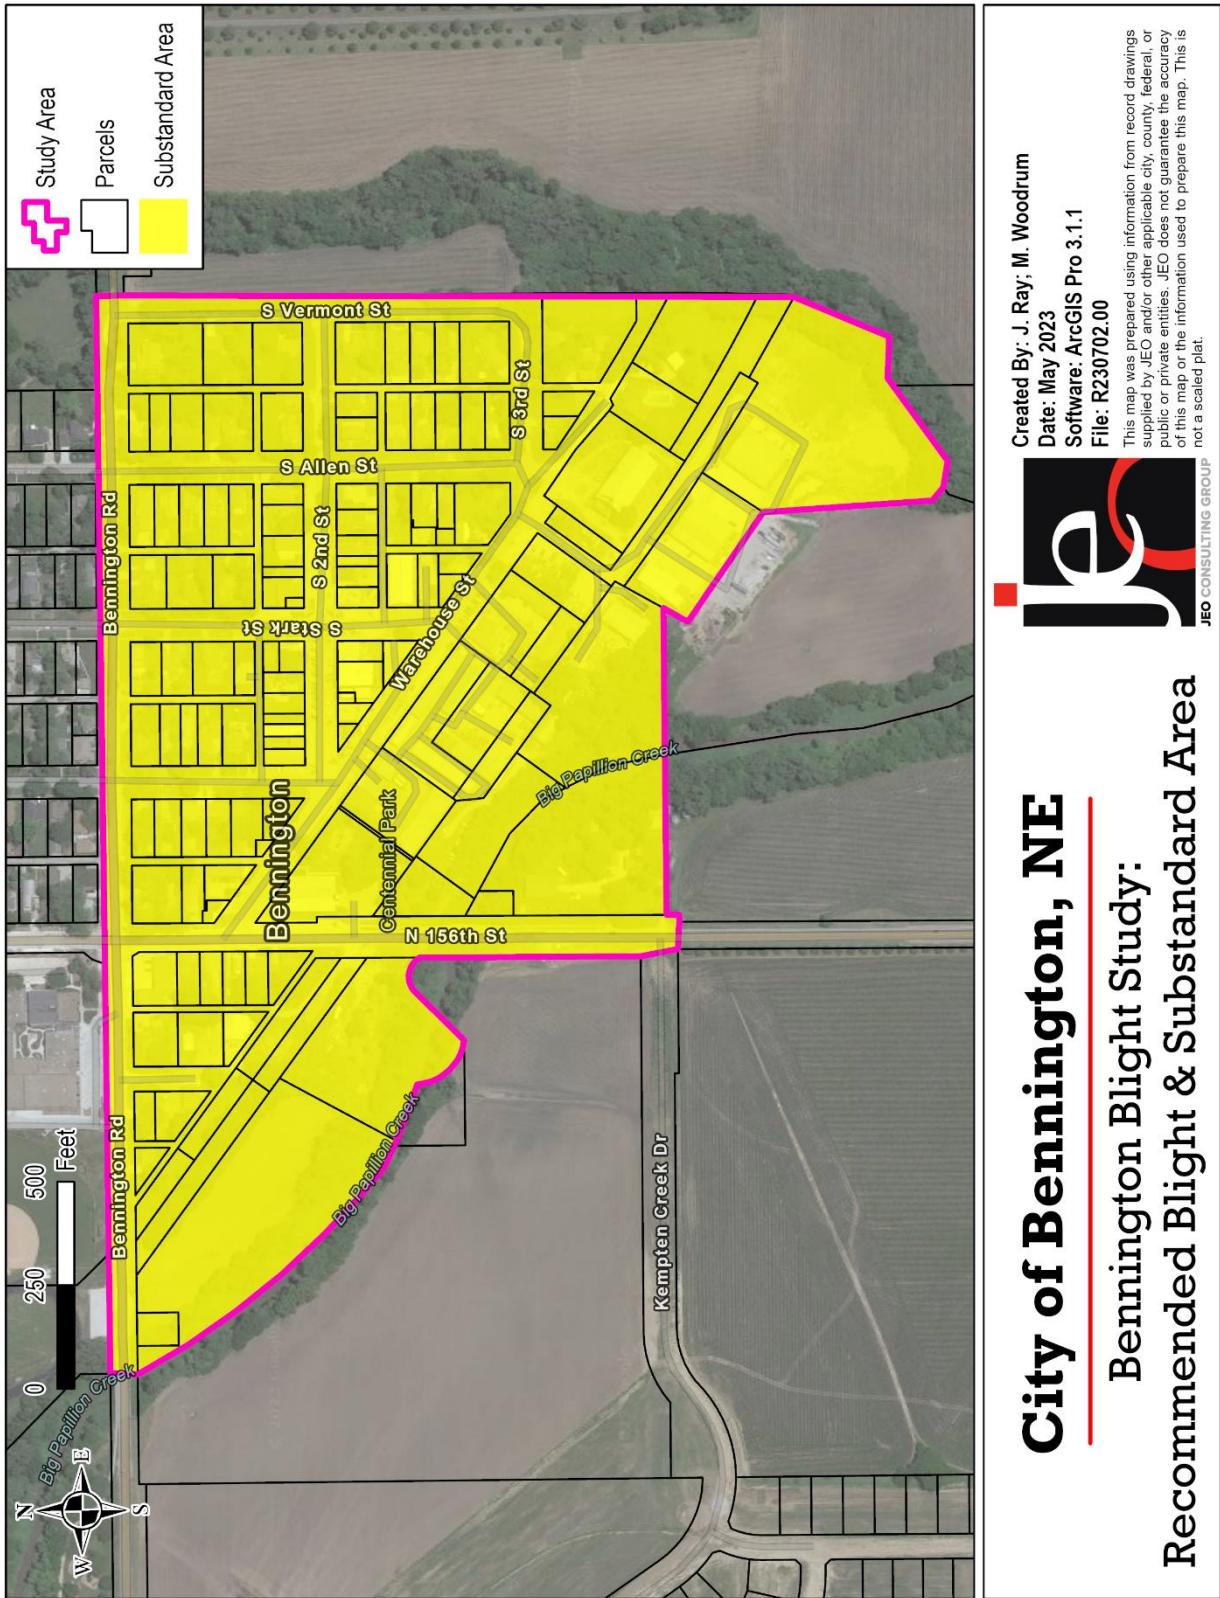 N
W
E
S
0 250 500
Feet
Study Area
Parcels
Substandard Area
Big Papillion Creek
Bennington Rd
Bennington Rd
S Vermont St
S Allen St
S 2nd St
S 3rd St
S Stark St
Warehouse St
Bennington
Centennial Park
N 156th St
Big Papillion Creek
Big Papillion Creek
Kempten Creek Dr
City of Bennington, NE
Bennington Blight Study:
Recommended Blight & Substandard Area
jeo
JEO CONSULTING GROUP
Created By: J. Ray; M. Woodrum
Date: May 2023
Software: ArcGIS Pro 3.1.1
File: R230702.00
This map was prepared using information from record drawings
supplied by JEO and/or other applicable city, county, federal, or
public or private entities. JEO does not guarantee the accuracy
of this map or the information used to prepare this map. This is
not a scaled plat.